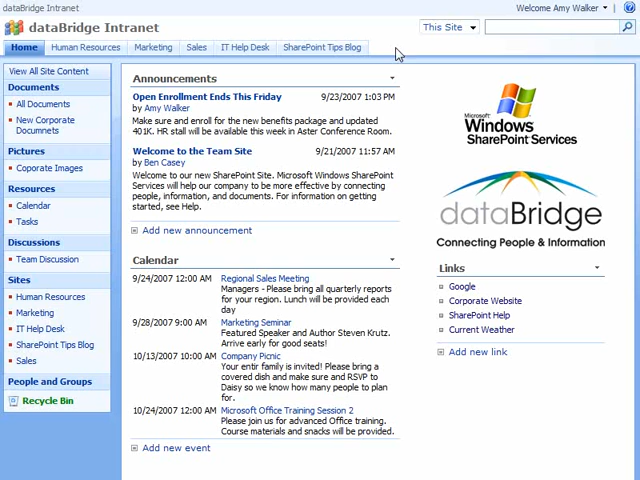 dataBridge Intranet
Welcome Amy Walker
dataBridge Intranet
This Site
Home
Human Resources
Marketing
Sales
IT Help Desk
SharePoint Tips Blog
View All Site Content
Documents
All Documents
New Corporate
Documnets
Pictures
Coporate Images
Resources
Calendar
Tasks
Discussions
Team Discussion
Sites
Human Resources
Marketing
IT Help Desk
SharePoint Tips Blog
Sales
People and Groups
Recycle Bin
Announcements
Open Enrollment Ends This Friday 9/23/2007 1:03 PM
by Amy Walker
Make sure and enroll for the new benefits package and updated
401K. HR stall will be available this week in Aster Conference Room.
Welcome to the Team Site 9/21/2007 11:57 AM
by Ben Casey
Welcome to our new SharePoint Site. Microsoft Windows SharePoint
Services will help our company to be more effective by connecting
people, information, and documents. For information on getting
started, see Help.
Add new announcement
Calendar
9/24/2007 12:00 AM Regional Sales Meeting
Managers - Please bring all quarterly reports
for your region. Lunch will be provided each
day
9/28/2007 9:00 AM Marketing Seminar
Featured Speaker and Author Steven Krutz.
Arrive early for good seats!
10/13/2007 10:00 AM Company Picnic
Your entir family is invited! Please bring a
covered dish and make sure and RSVP to
Daisy so we know how many people to plan
for.
10/24/2007 12:00 AM Microsoft Office Training Session 2
Please join us for advanced Office training.
Course materials and snacks will be provided.
Add new event
Microsoft
Windows
SharePoint Services
dataBridge
Connecting People & Information
Links
Google
Corporate Website
SharePoint Help
Current Weather
Add new link